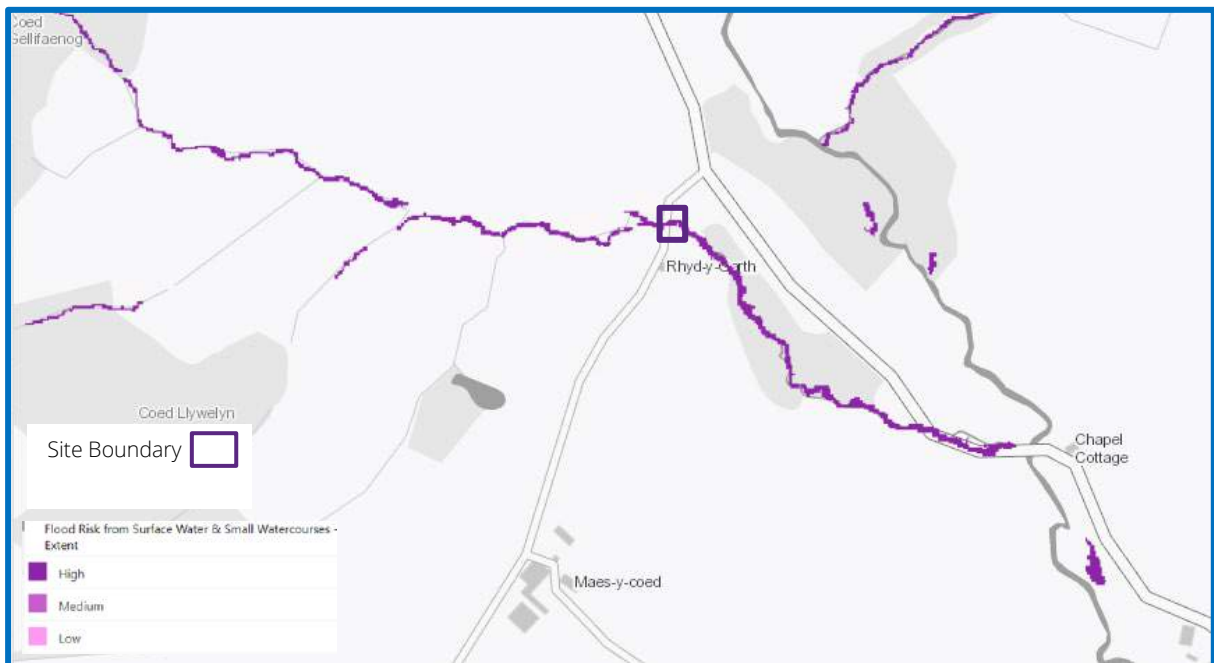 Coed
Gellifaenog
Rhyd-y-Garth
Coed Llywelyn
Site Boundary
Chapel
Cottage
Flood Risk from Surface Water & Small Watercourses -
Extent
High
Medium
Low
Maes-y-coed